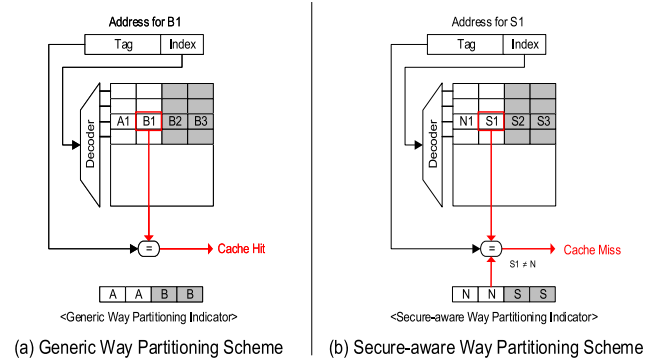 Address for B1
Tag Index
Decoder
A1 B1 B2 B3
=
Cache Hit
A A B B
<Generic Way Partitioning Indicator>
(a) Generic Way Partitioning Scheme
Address for S1
Tag Index
Decoder
N1 S1 S2 S3
=
Cache Miss
S1 ≠ N
N N S S
<Secure-aware Way Partitioning Indicator>
(b) Secure-aware Way Partitioning Scheme